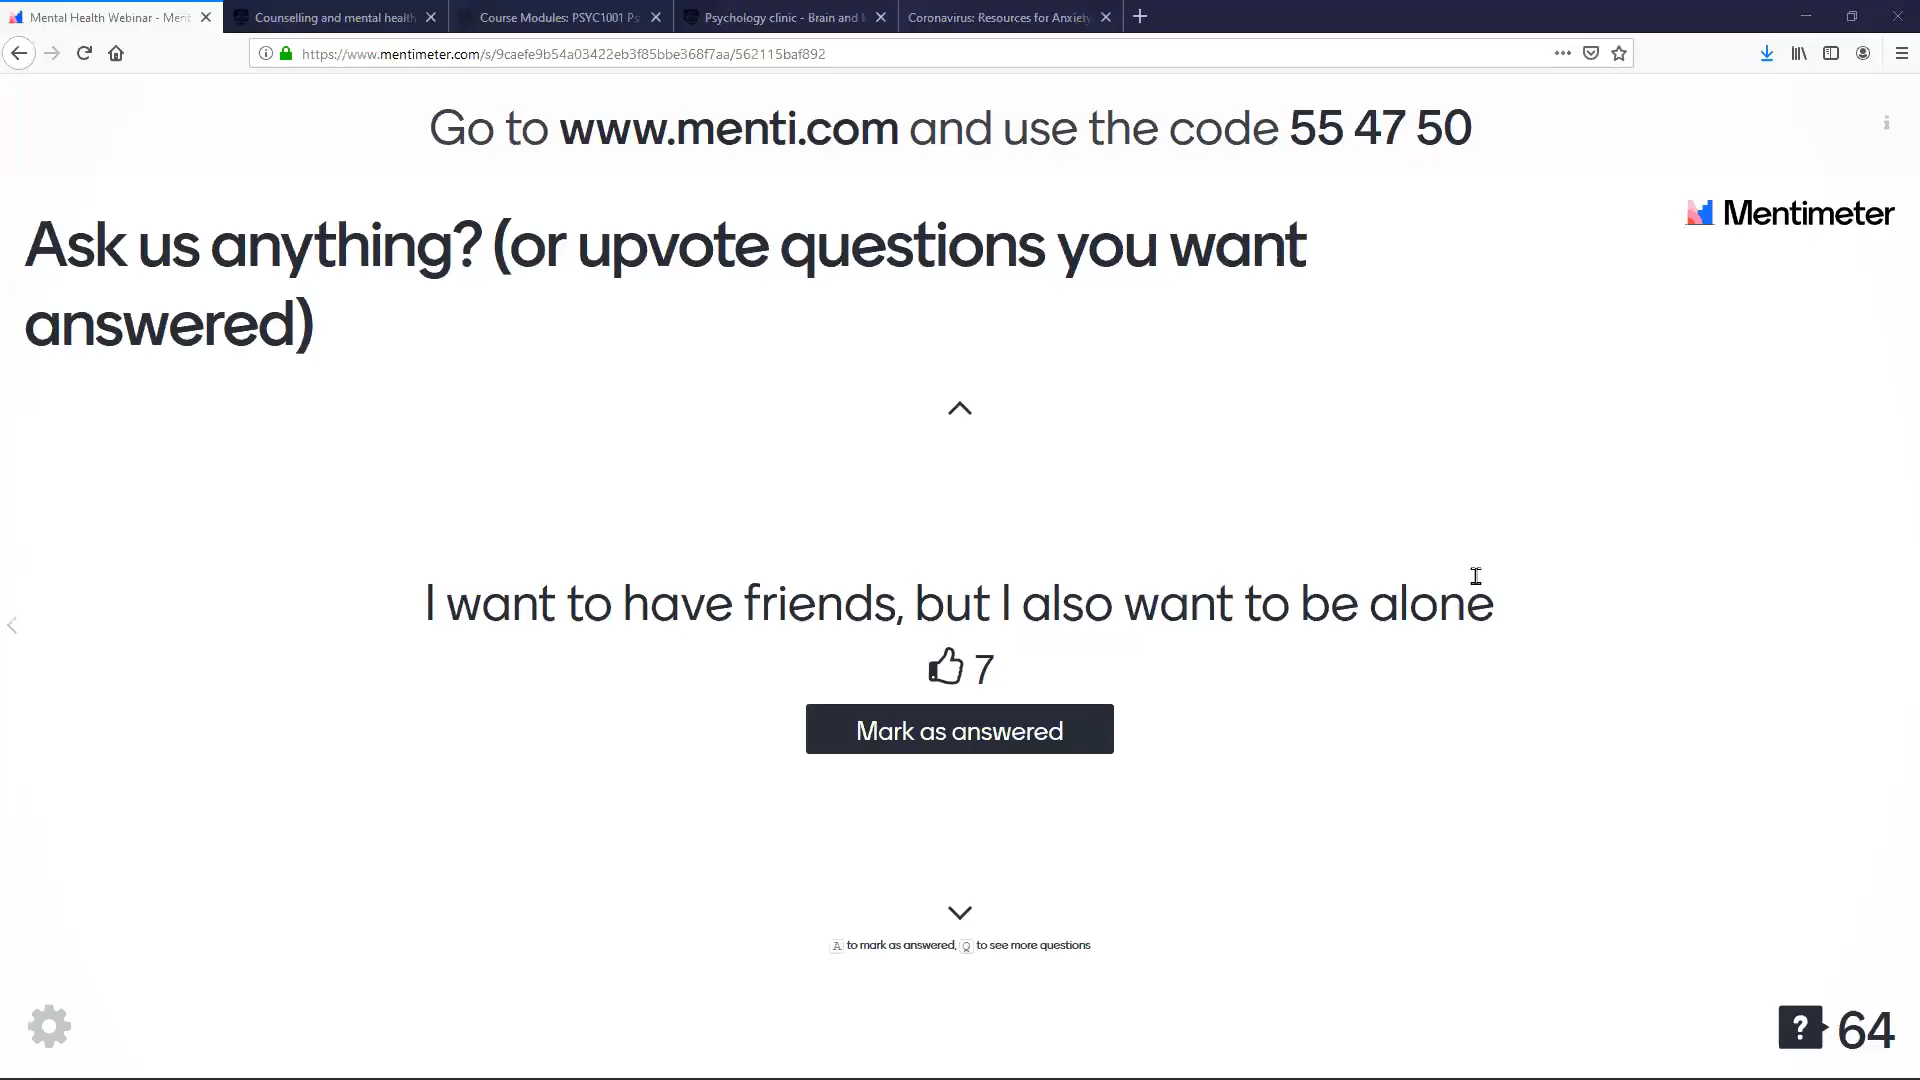 Mental Health Webinar - Ment
Counselling and mental health
Course Modules: PSYC1001 Ps
Psychology clinic - Brain and
Coronavirus: Resources for Anxiety
https://www.mentimeter.com/s/9caefe9b54a03422eb3f85bbe368f7aa/562115baf892
Go to www.menti.com and use the code 55 47 50
Mentimeter
Ask us anything? (or upvote questions you want
answered)
I want to have friends, but I also want to be alone
7
Mark as answered
A to mark as answered, Q to see more questions
? 64